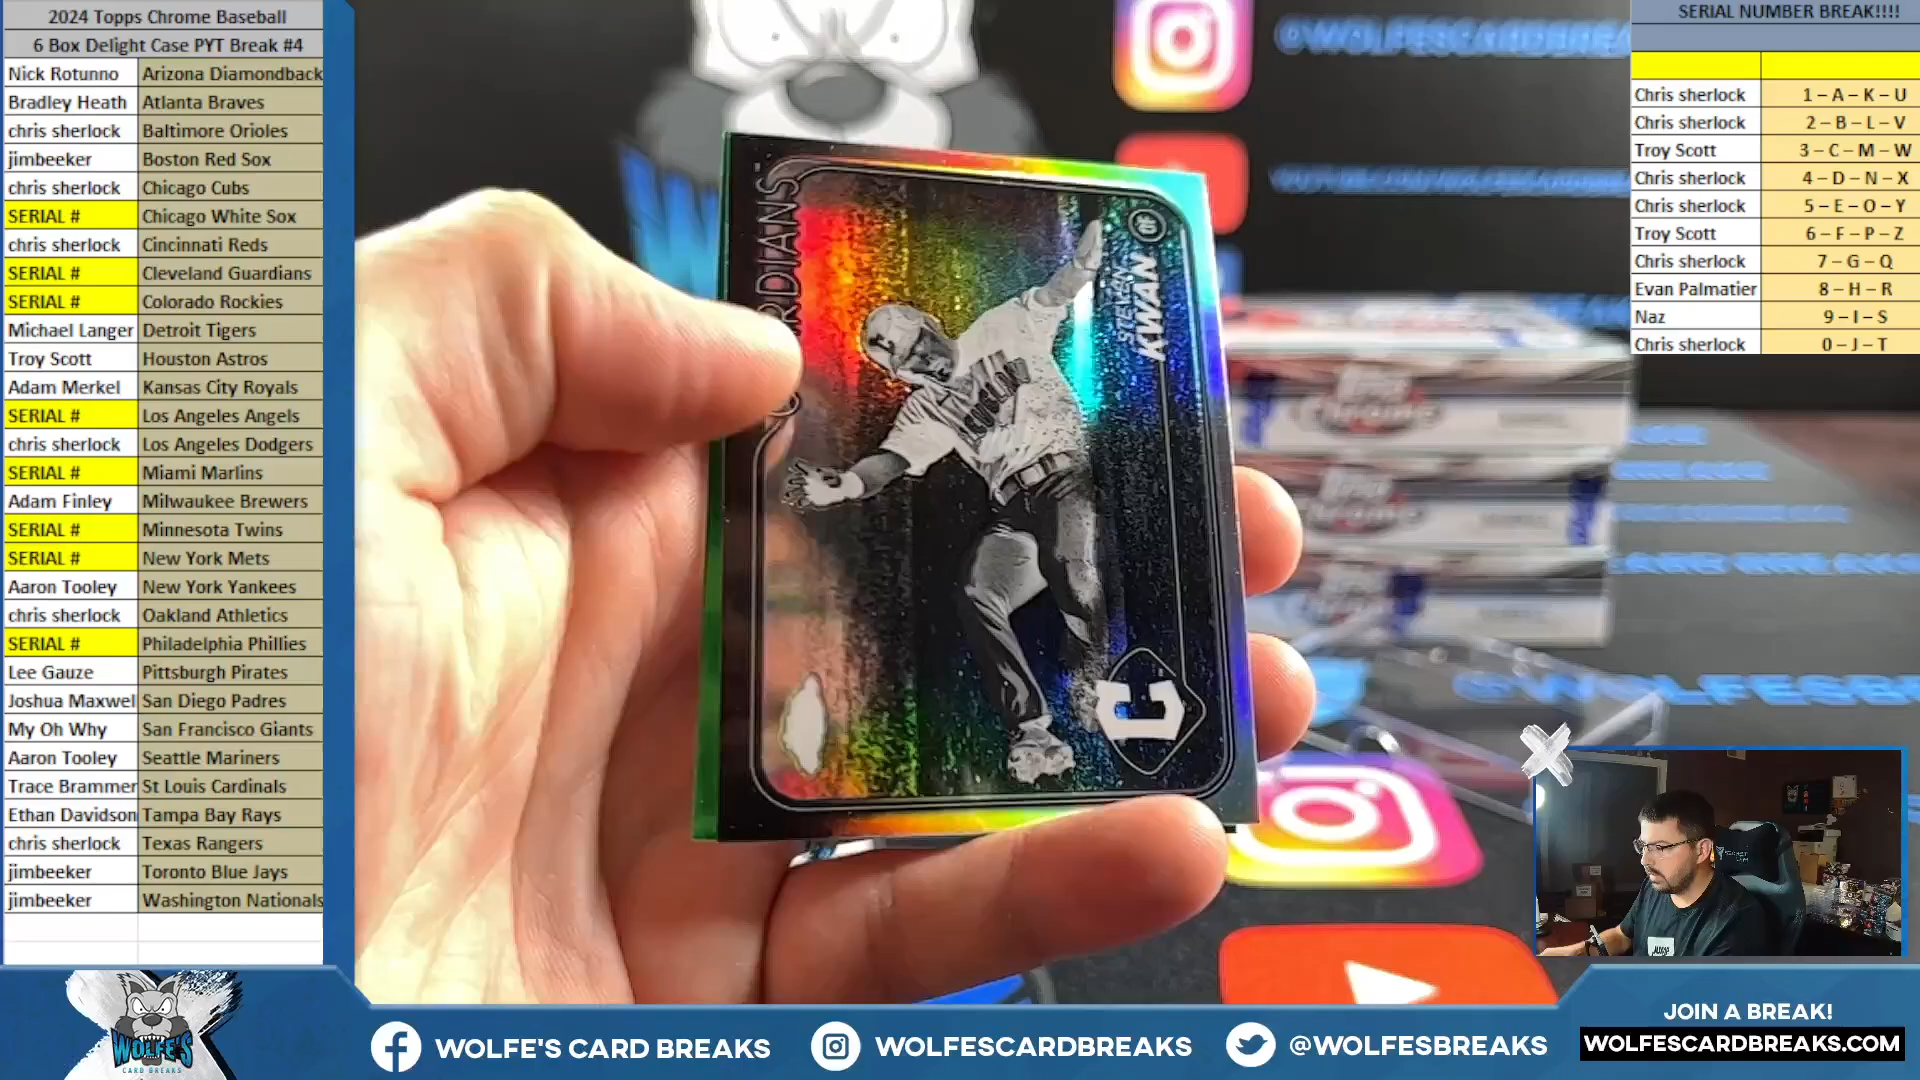 2024 Topps Chrome Baseball
6 Box Delight Case PYT Break #4
Nick Rotunno Arizona Diamondback
Bradley Heath Atlanta Braves
chris sherlock Baltimore Orioles
jimbeeker Boston Red Sox
chris sherlock Chicago Cubs
SERIAL # Chicago White Sox
chris sherlock Cincinnati Reds
SERIAL # Cleveland Guardians
SERIAL # Colorado Rockies
Michael Langer Detroit Tigers
Troy Scott Houston Astros
Adam Merkel Kansas City Royals
SERIAL # Los Angeles Angels
chris sherlock Los Angeles Dodgers
SERIAL # Miami Marlins
Adam Finley Milwaukee Brewers
SERIAL # Minnesota Twins
SERIAL # New York Mets
Aaron Tooley New York Yankees
chris sherlock Oakland Athletics
SERIAL # Philadelphia Phillies
Lee Gauze Pittsburgh Pirates
Joshua Maxwel San Diego Padres
My Oh Why San Francisco Giants
Aaron Tooley Seattle Mariners
Trace Brammer St Louis Cardinals
Ethan Davidson Tampa Bay Rays
chris sherlock Texas Rangers
jimbeeker Toronto Blue Jays
jimbeeker Washington Nationals
SERIAL NUMBER BREAK!!!!
Chris sherlock 1 – A – K – U
Chris sherlock 2 – B – L – V
Troy Scott 3 – C – M – W
Chris sherlock 4 – D – N – X
Chris sherlock 5 – E – O – Y
Troy Scott 6 – F – P – Z
Chris sherlock 7 – G – Q
Evan Palmatier 8 – H – R
Naz 9 – I – S
Chris sherlock 0 – J – T
@WOLFESCARDBREA
RDIANS
OF
STEVEN
KWAN
C
Topps
Chrome
@WOLFESB
WOLFE'S
CARD BREAKS
WOLFE'S CARD BREAKS
WOLFESCARDBREAKS
@WOLFESBREAKS
JOIN A BREAK!
WOLFESCARDBREAKS.COM